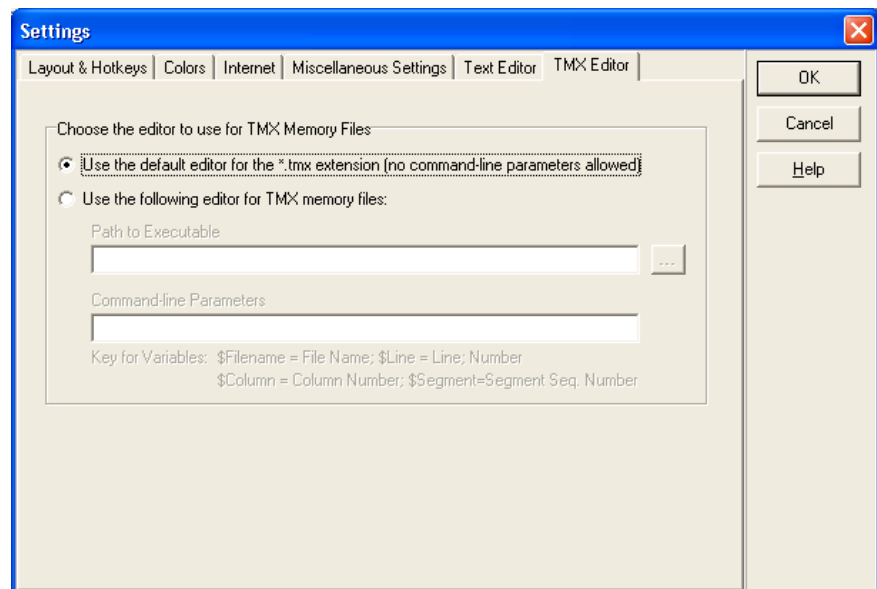 Settings
Layout & Hotkeys Colors Internet Miscellaneous Settings Text Editor TMX Editor
OK
Cancel
Help
Choose the editor to use for TMX Memory Files
Use the default editor for the *.tmx extension (no command-line parameters allowed)
Use the following editor for TMX memory files:
Path to Executable
...
Command-line Parameters
Key for Variables: $Filename = File Name; $Line = Line; Number
$Column = Column Number; $Segment=Segment Seq. Number